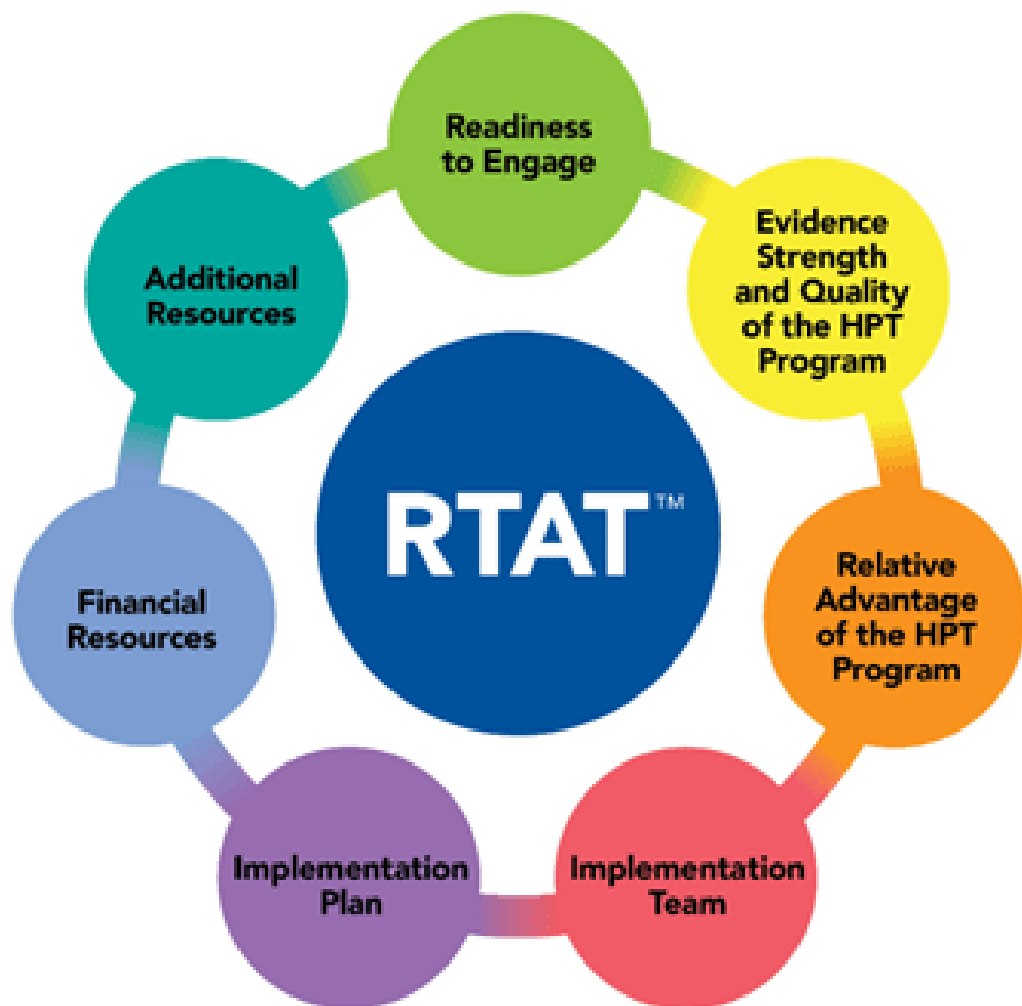 Readiness
to Engage
Evidence
Strength
and Quality
of the HPT
Program
Relative
Advantage
of the HPT
Program
Implementation
Team
Implementation
Plan
Financial
Resources
Additional
Resources
RTAT™